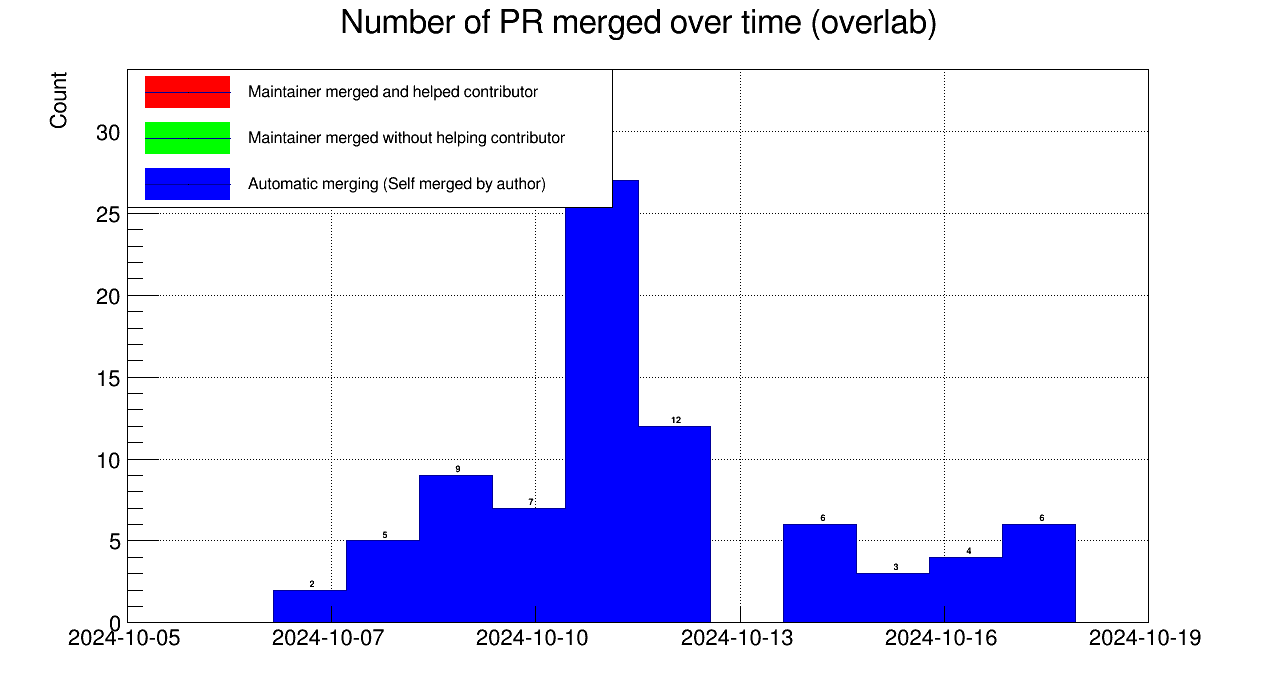 Number of PR merged over time (overlab)
Count
Maintainer merged and helped contributor
Maintainer merged without helping contributor
Automatic merging (Self merged by author)
30
25
20
15
10
5
0
2
5
9
7
12
6
3
4
6
2024-10-05 2024-10-07 2024-10-10 2024-10-13 2024-10-16 2024-10-19